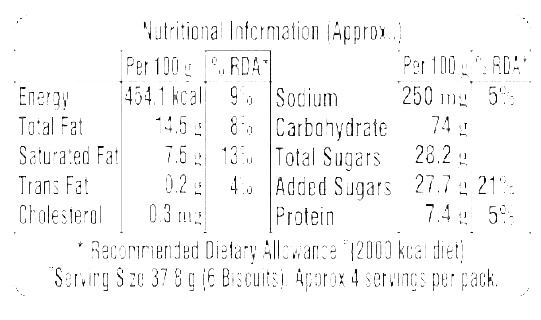 Nutritional Information (Approx.)
Per 100 g % RDA* Per 100 g % RDA*
Energy 454.1 kcal 9% Sodium 250 mg 5%
Total Fat 14.5 g 8% Carbohydrate 74 g
Saturated Fat 7.5 g 13% Total Sugars 28.2 g
Trans Fat 0.2 g 4% Added Sugars 27.7 g 21%
Cholesterol 0.3 mg Protein 7.4 g 5%
* Recommended Dietary Allowance (2000 kcal diet)
Serving Size 37.8 g (6 Biscuits). Approx 4 servings per pack.